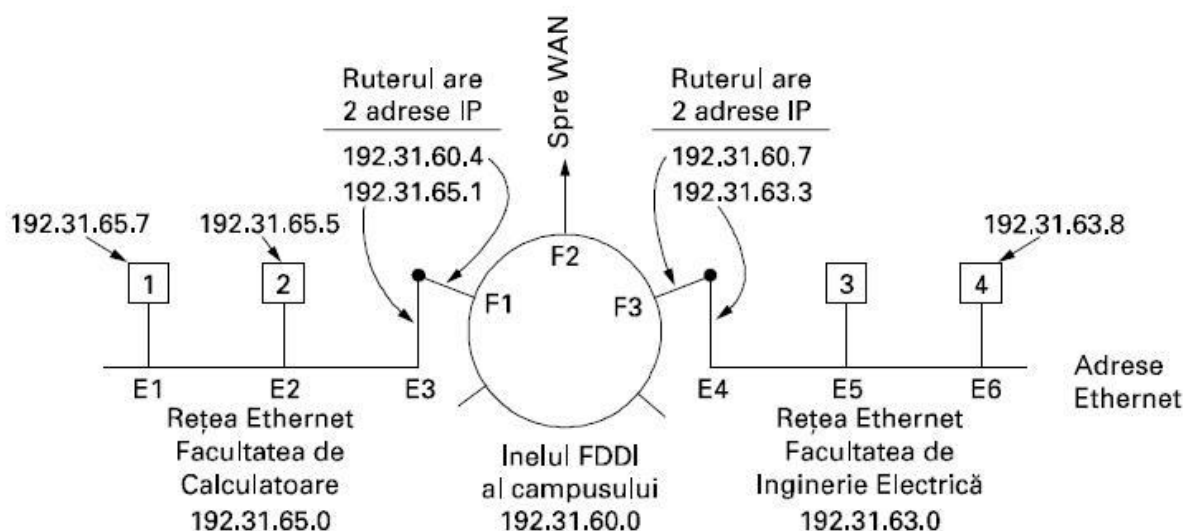 Ruterul are
2 adrese IP
192.31.60.4
192.31.65.1
Spre WAN
Ruterul are
2 adrese IP
192.31.60.7
192.31.63.3
192.31.65.7
192.31.65.5
192.31.63.8
1
2
F1
F2
F3
3
4
E1
E2
E3
E4
E5
E6
Adrese
Ethernet
Rețea Ethernet
Facultatea de
Calculatoare
192.31.65.0
Inelul FDDI
al campusului
192.31.60.0
Rețea Ethernet
Facultatea de
Inginerie Electrică
192.31.63.0